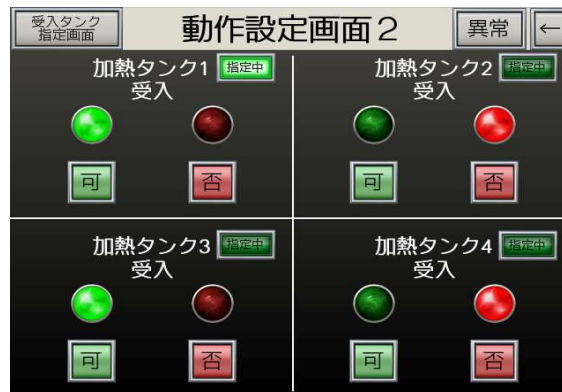 受入タンク
指定画面
動作設定画面2
異常
←
加熱タンク1
指定中
受入
可
否
加熱タンク2
指定中
受入
可
否
加熱タンク3
指定中
受入
可
否
加熱タンク4
指定中
受入
可
否